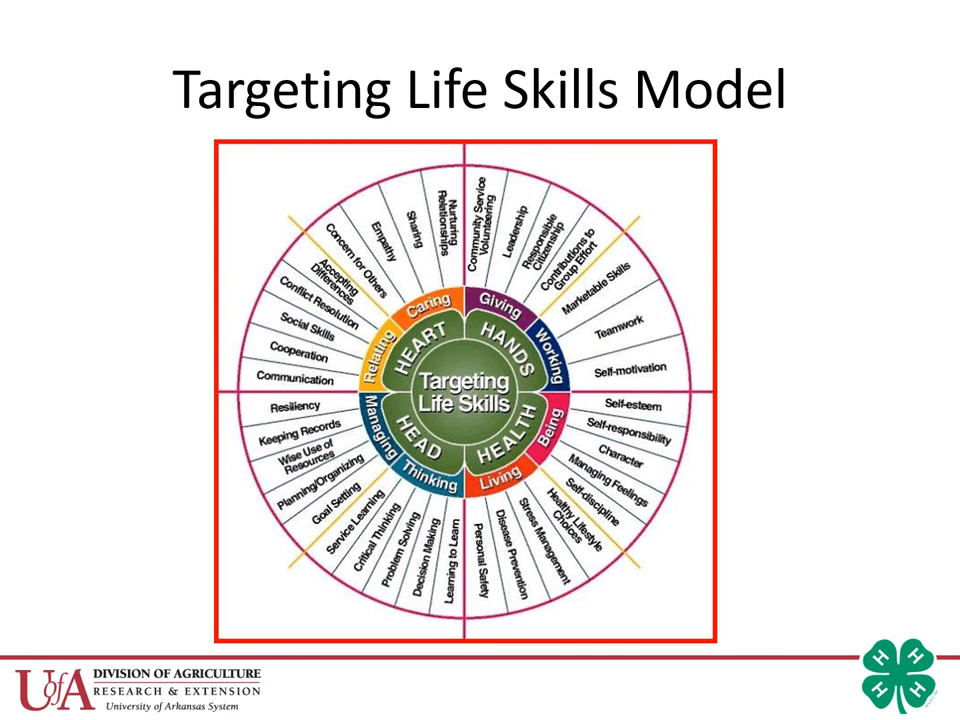 Targeting Life Skills Model
Nurturing
Relationships
Sharing
Empathy
Concern for Others
Accepting
Differences
Conflict Resolution
Social Skills
Cooperation
Communication
Community Service
Volunteering
Leadership
Responsible
Citizenship
Contributions to
Group Effort
Marketable Skills
Teamwork
Self-motivation
Caring
Giving
Relating
Working
HEART
HANDS
Targeting
Life Skills
HEAD
HEALTH
Managing
Being
Thinking
Living
Resiliency
Keeping Records
Wise Use of
Resources
Planning/Organizing
Goal Setting
Service Learning
Critical Thinking
Problem Solving
Decision Making
Learning to Learn
Self-esteem
Self-responsibility
Character
Managing Feelings
Self-discipline
Healthy Lifestyle
Choices
Stress Management
Disease Prevention
Personal Safety
UofA
DIVISION OF AGRICULTURE
RESEARCH & EXTENSION
University of Arkansas System
H H
H H